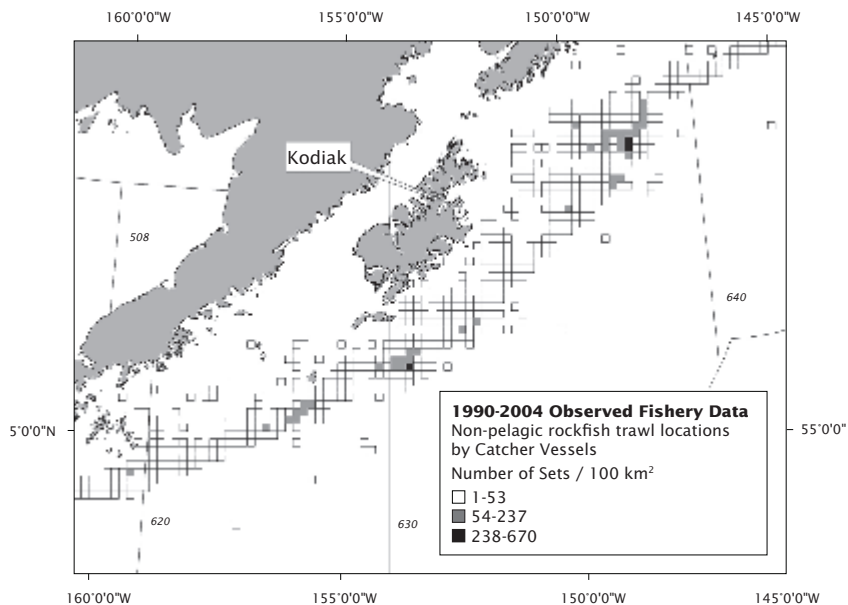 160°0'0"W 155°0'0"W 150°0'0"W 145°0'0"W
Kodiak
508
640
5°0'0"N
55°0'0"N
1990-2004 Observed Fishery Data
Non-pelagic rockfish trawl locations
by Catcher Vessels
Number of Sets / 100 km²
1-53
54-237
238-670
620
630
160°0'0"W 155°0'0"W 150°0'0"W 145°0'0"W